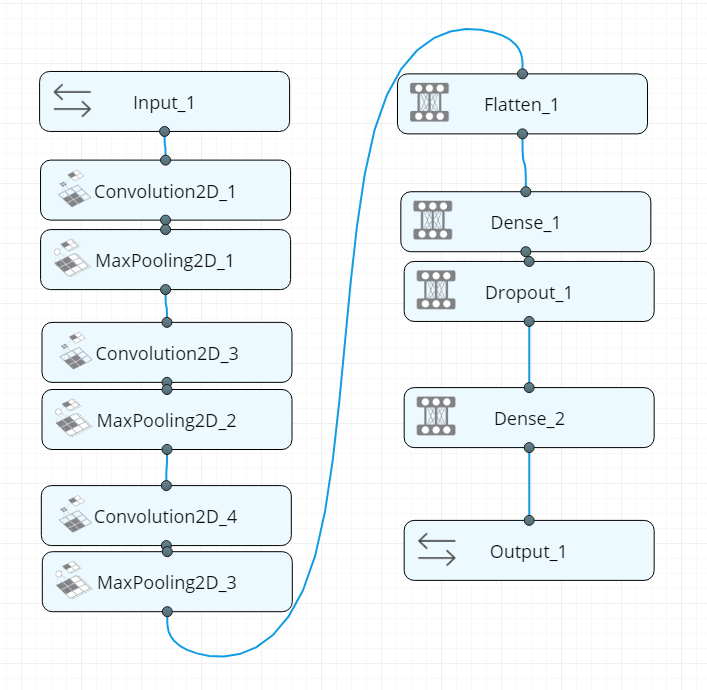 Input_1
Convolution2D_1
MaxPooling2D_1
Convolution2D_3
MaxPooling2D_2
Convolution2D_4
MaxPooling2D_3
Flatten_1
Dense_1
Dropout_1
Dense_2
Output_1